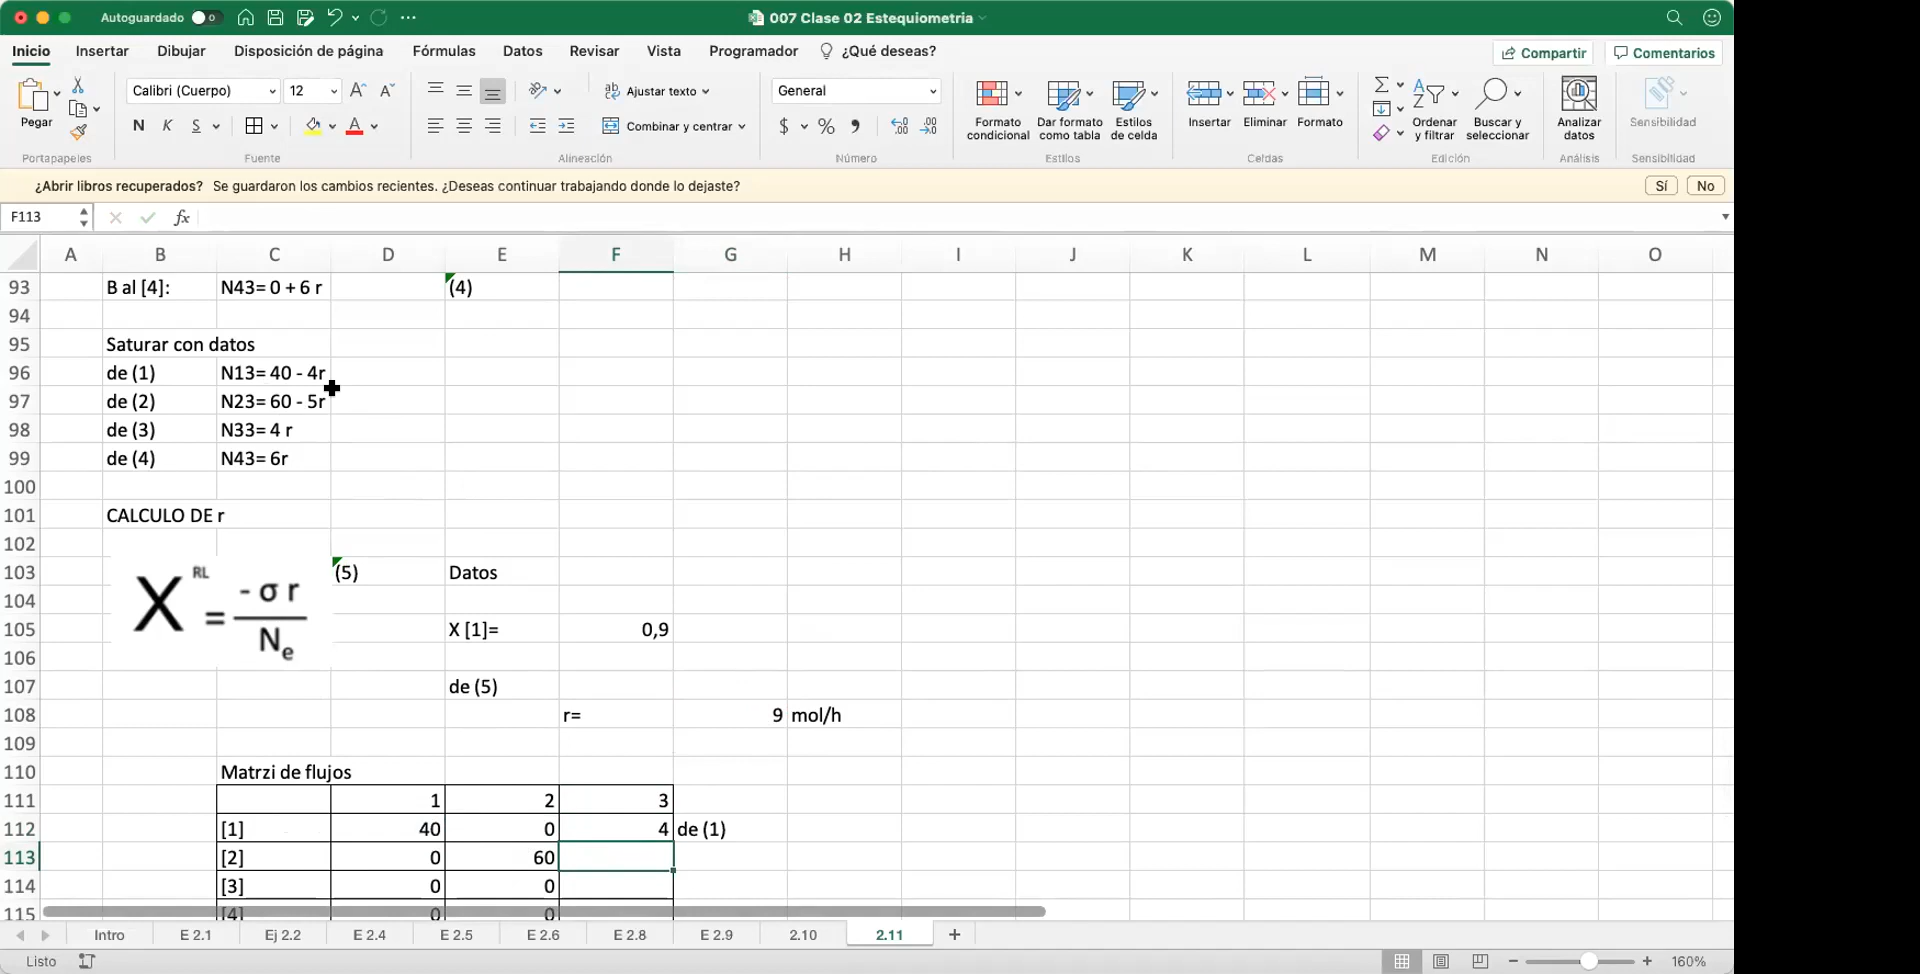 Autoguardado
007 Clase 02 Estequiometria
Inicio Insertar Dibujar Disposición de página Fórmulas Datos Revisar Vista Programador ¿Qué deseas? Compartir Comentarios
Pegar
Calibri (Cuerpo) 12
N K S
Ajustar texto
Combinar y centrar
General
$ % 9
Formato condicional
Dar formato como tabla
Estilos de celda
Insertar Eliminar Formato
Ordenar y filtrar
Buscar y seleccionar
Analizar datos
Sensibilidad
Portapapeles Fuente Alineación Número Estilos Celdas Edición Análisis Sensibilidad
¿Abrir libros recuperados? Se guardaron los cambios recientes. ¿Deseas continuar trabajando donde lo dejaste? Sí No
F113 fx
A B C D E F G H I J K L M N O
93 B al [4]: N43= 0 + 6 r (4)
94
95 Saturar con datos
96 de (1) N13= 40 - 4r
97 de (2) N23= 60 - 5r
98 de (3) N33= 4 r
99 de (4) N43= 6r
100
101 CALCULO DE r
102
103 (5) Datos
104
X RL = - σ r / Ne
105 X [1]= 0,9
106
107 de (5)
108 r= 9 mol/h
109
110 Matrzi de flujos
111 1 2 3
112 [1] 40 0 4 de (1)
113 [2] 0 60
114 [3] 0 0
115 [4] 0 0
Intro E 2.1 Ej 2.2 E 2.4 E 2.5 E 2.6 E 2.8 E 2.9 2.10 2.11 +
Listo 160%